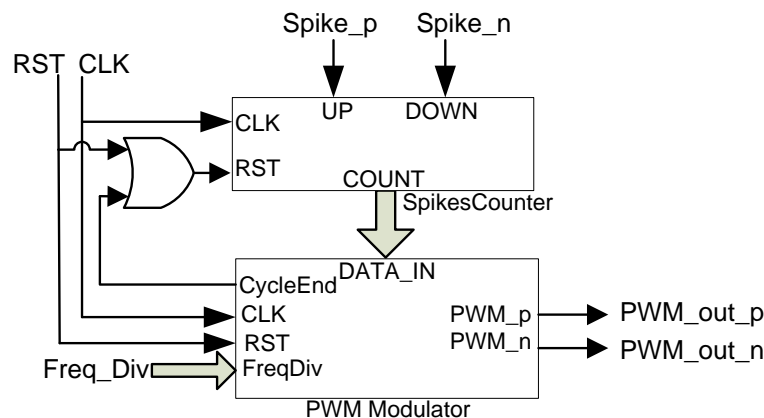 Spike_p Spike_n
RST CLK
UP DOWN
CLK
RST
COUNT
SpikesCounter
DATA_IN
CycleEnd
CLK
PWM_p PWM_out_p
RST
PWM_n PWM_out_n
Freq_Div FreqDiv
PWM Modulator